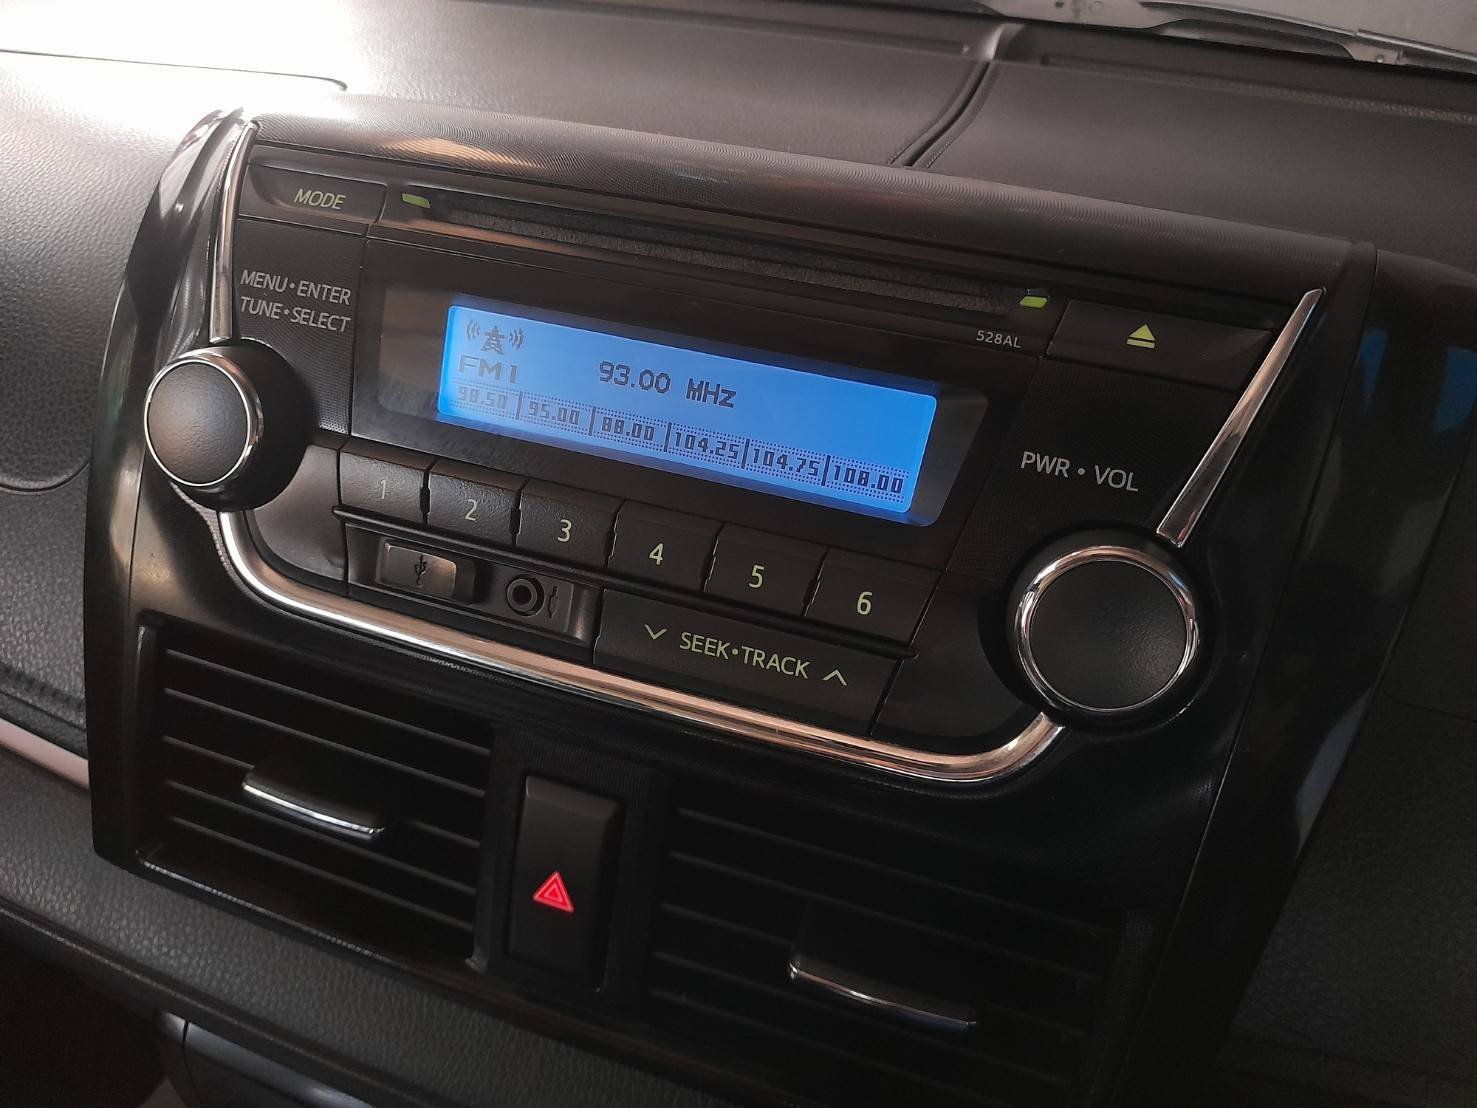 MODE
MENU•ENTER
TUNE•SELECT
528AL
FM1
93.00 MHz
98.50 95.00 88.00 104.25 104.75 108.00
PWR • VOL
1 2 3 4 5 6
SEEK•TRACK